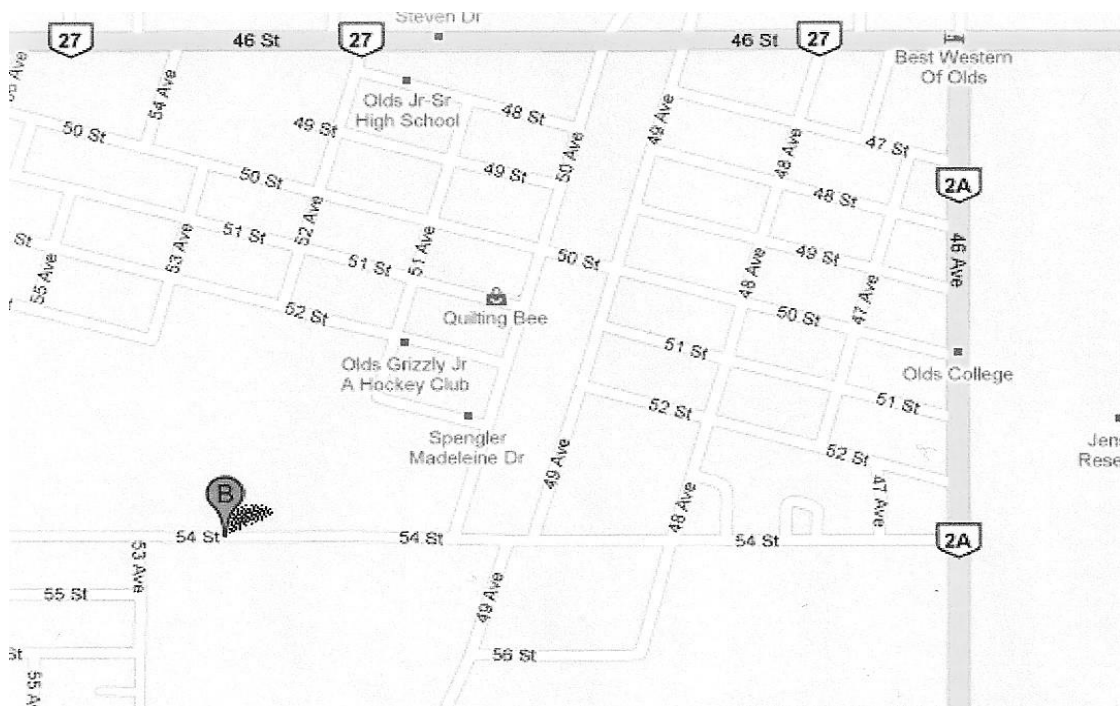 Steven Dr
27
46 St
27
46 St
27
Best Western
Of Olds
54 Ave
Olds Jr-Sr
High School
48 St
49 St
49 St
50 Ave
49 Ave
48 Ave
47 St
2A
50 St
50 St
48 St
51 St
52 Ave
51 Ave
53 Ave
55 Ave
51 St
50 St
49 St
48 Ave
47 Ave
46 Ave
St
52 St
Quilting Bee
50 St
51 St
Olds Grizzly Jr
A Hockey Club
Olds College
52 St
51 St
Spengler
Madeleine Dr
49 Ave
52 St
48 Ave
47 Ave
B
54 St
54 St
54 St
2A
53 Ave
55 St
49 Ave
56 St
St